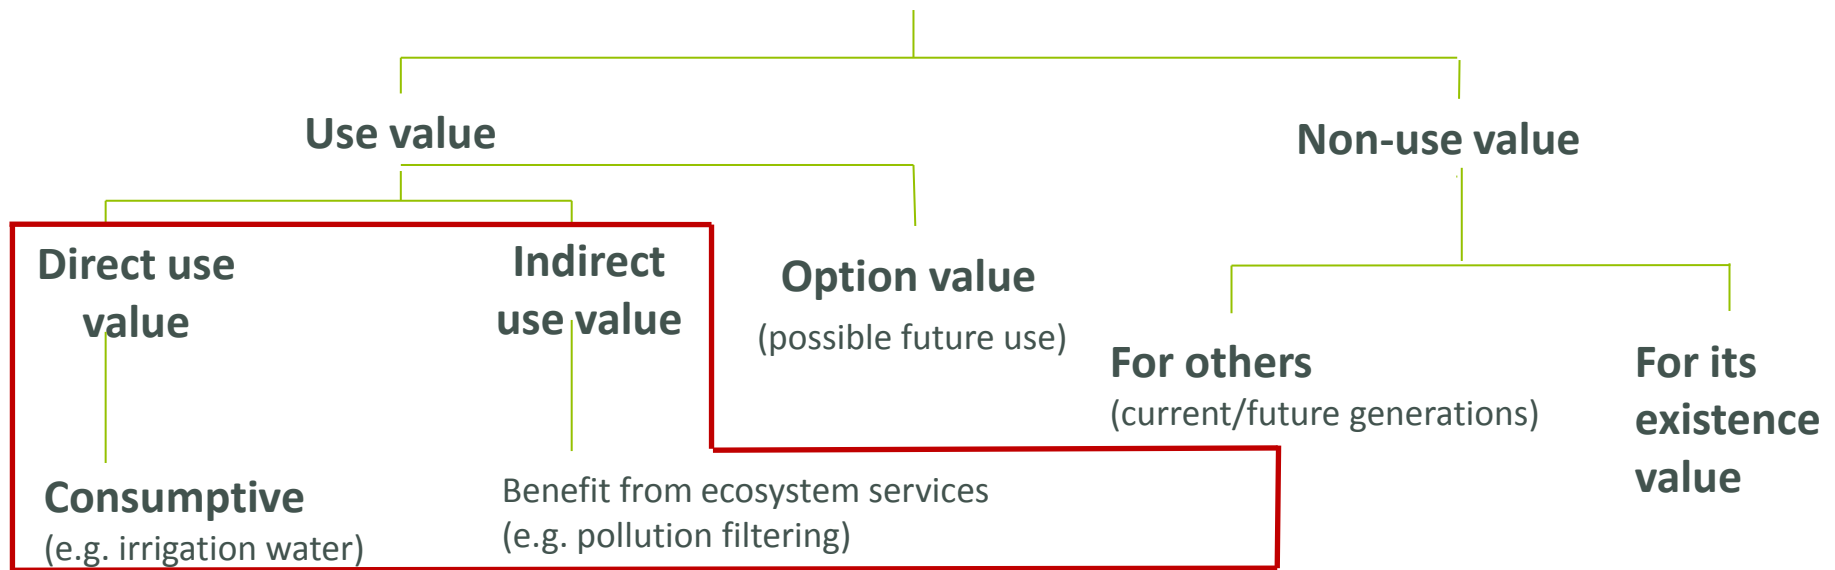 Use value
Non-use value
Direct use
value
Indirect
use value
Option value
(possible future use)
For others
(current/future generations)
For its
existence
value
Consumptive
(e.g. irrigation water)
Benefit from ecosystem services
(e.g. pollution filtering)